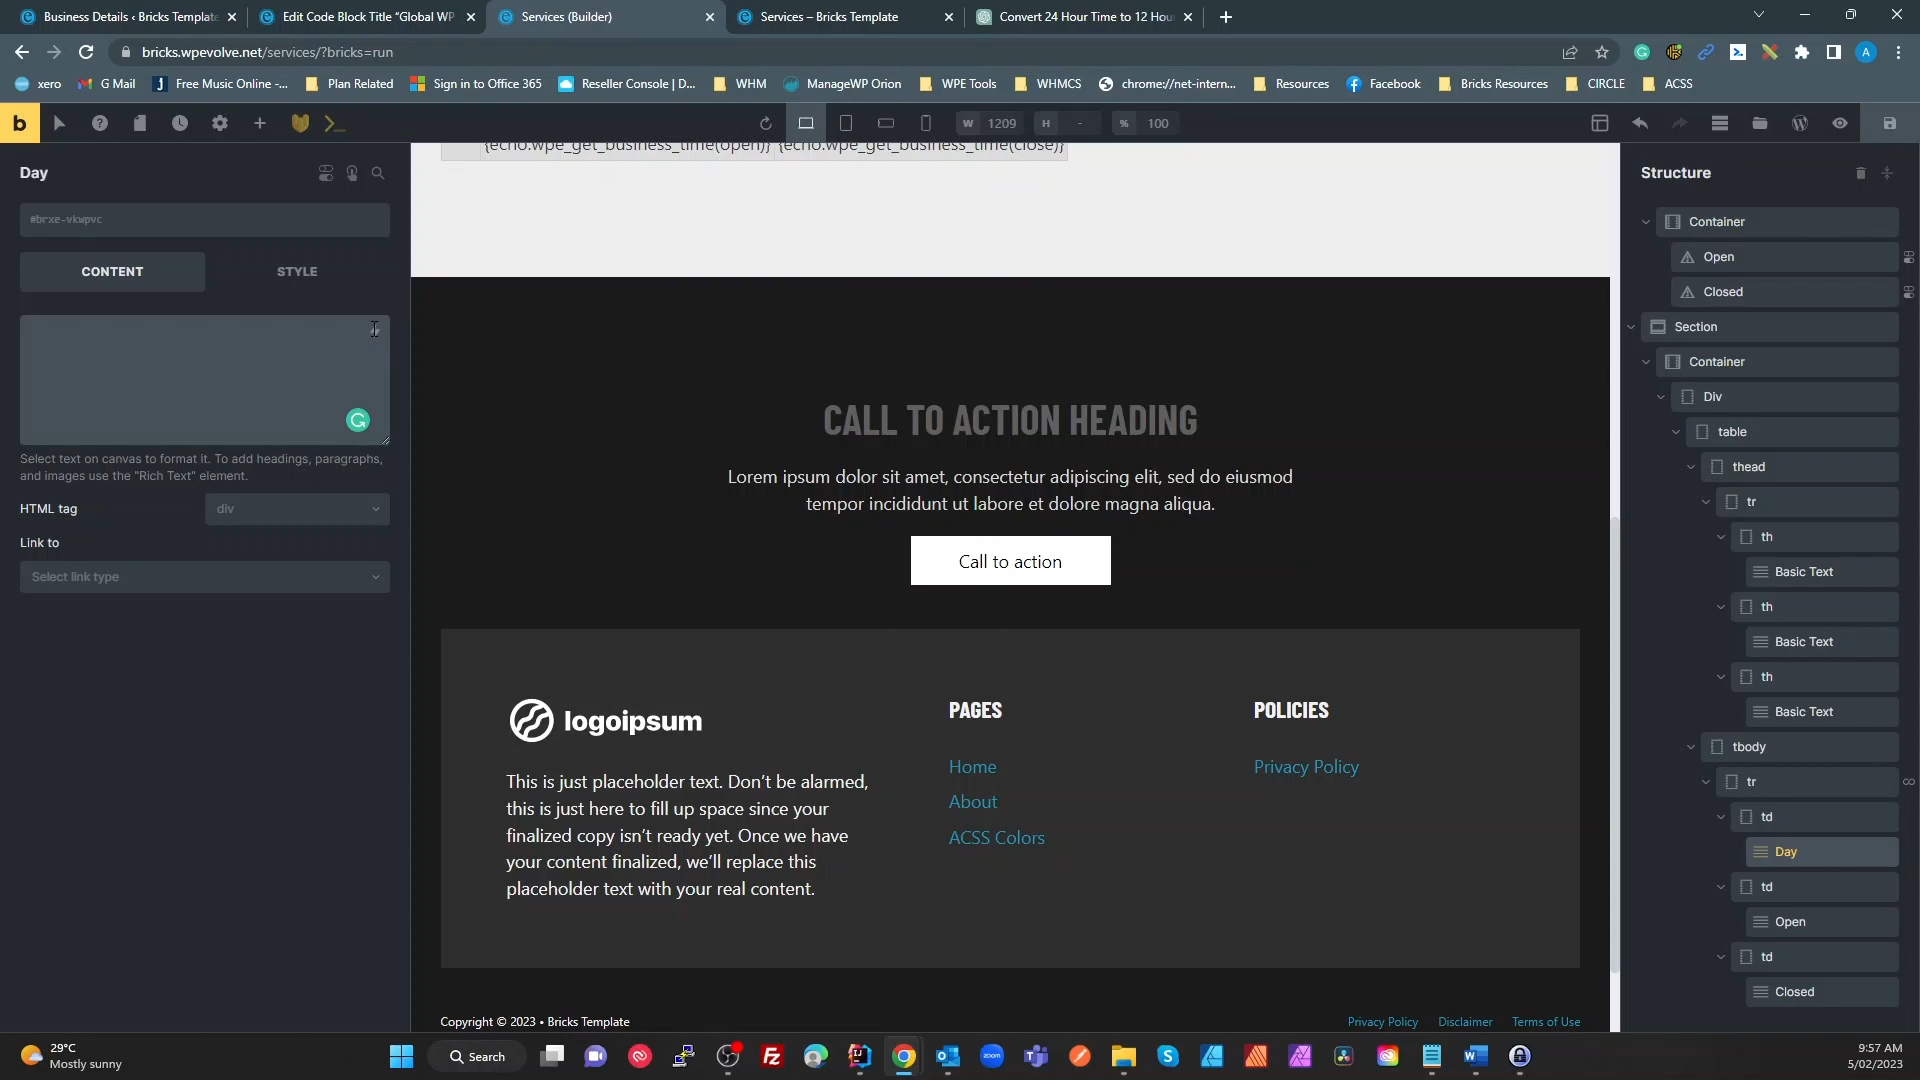 Business Details ‹ Bricks Template
Edit Code Block Title "Global WP
Services (Builder)
Services – Bricks Template
Convert 24 Hour Time to 12 Hou
bricks.wpevolve.net/services/?bricks=run
A
xero
G Mail
Free Music Online -...
Plan Related
Sign in to Office 365
Reseller Console | D...
WHM
ManageWP Orion
WPE Tools
WHMCS
chrome://net-intern...
Resources
Facebook
Bricks Resources
CIRCLE
ACSS
b
W 1209
H -
% 100
Day
#brxe-vkwpvc
CONTENT
STYLE
Select text on canvas to format it. To add headings, paragraphs,
and images use the "Rich Text" element.
HTML tag
div
Link to
Select link type
{echo:wpe_get_business_time(open)} {echo:wpe_get_business_time(close)}
CALL TO ACTION HEADING
Lorem ipsum dolor sit amet, consectetur adipiscing elit, sed do eiusmod
tempor incididunt ut labore et dolore magna aliqua.
Call to action
logoipsum
This is just placeholder text. Don't be alarmed,
this is just here to fill up space since your
finalized copy isn't ready yet. Once we have
your content finalized, we'll replace this
placeholder text with your real content.
PAGES
Home
About
ACSS Colors
POLICIES
Privacy Policy
Copyright © 2023 • Bricks Template
Privacy Policy
Disclaimer
Terms of Use
Structure
Container
Open
Closed
Section
Container
Div
table
thead
tr
th
Basic Text
th
Basic Text
th
Basic Text
tbody
tr
td
Day
td
Open
td
Closed
29°C
Mostly sunny
Search
zoom
9:57 AM
5/02/2023